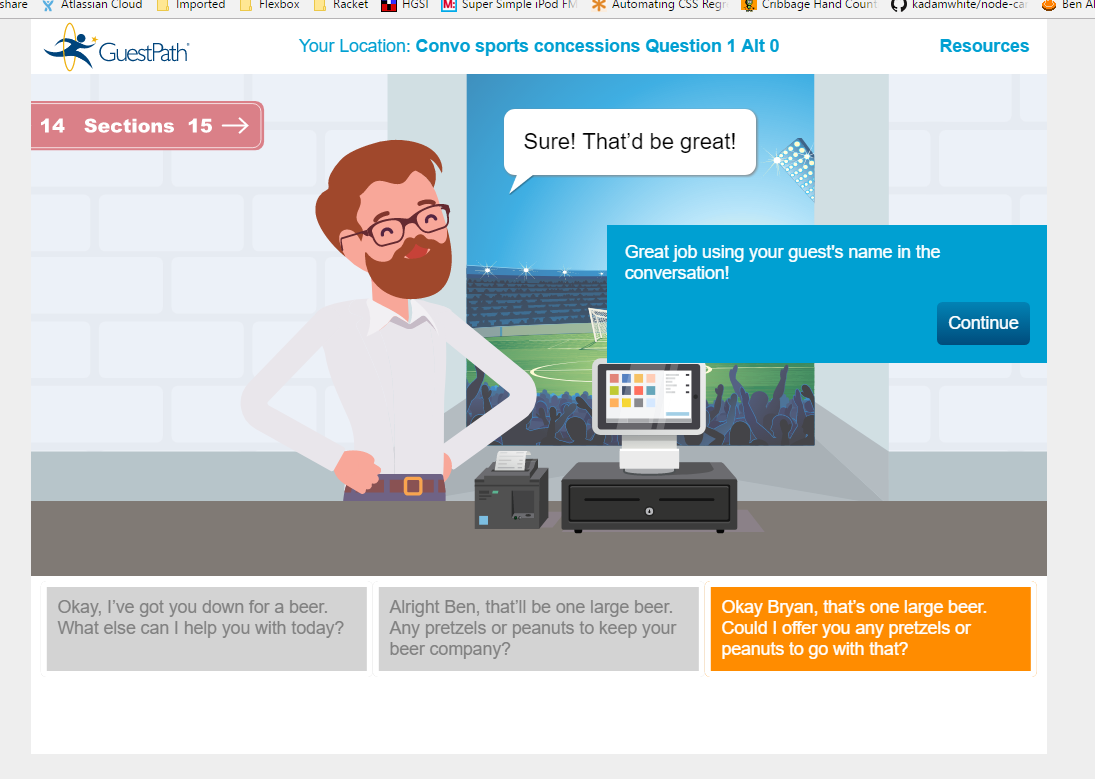 share Atlassian Cloud Imported Flexbox Racket HGSI Super Simple iPod FM Automating CSS Regr Cribbage Hand Count kadamwhite/node-car Ben Al
GuestPath
Your Location: Convo sports concessions Question 1 Alt 0
Resources
14 Sections 15 →
Sure! That'd be great!
Great job using your guest's name in the
conversation!
Continue
Okay, I've got you down for a beer.
What else can I help you with today?
Alright Ben, that'll be one large beer.
Any pretzels or peanuts to keep your
beer company?
Okay Bryan, that's one large beer.
Could I offer you any pretzels or
peanuts to go with that?